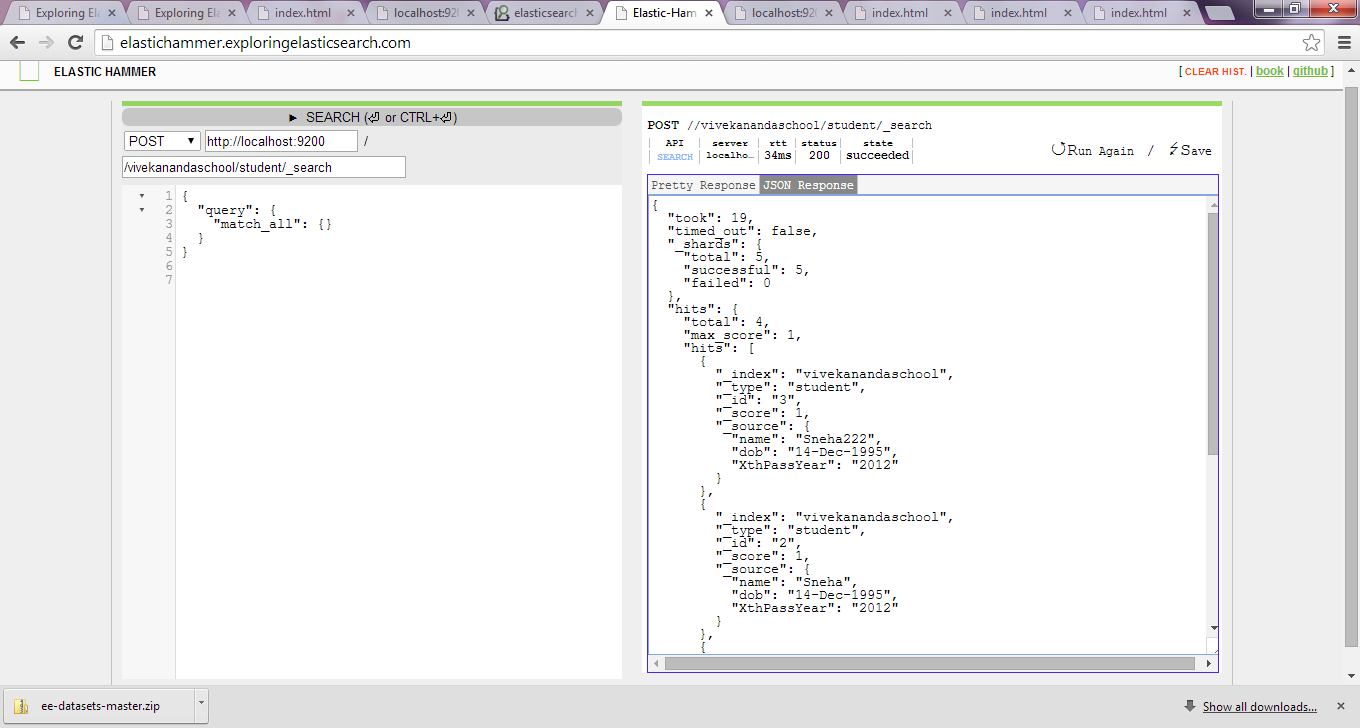 Exploring Ela
Exploring Ela
index.html
localhost:920
elasticsearch
Elastic-Ham
localhost:920
index.html
index.html
index.html
elastichammer.exploringelasticsearch.com
ELASTIC HAMMER
[ CLEAR HIST. | book | github ]
► SEARCH (⏎ or CTRL+⏎)
POST http://localhost:9200 /
/vivekanandaschool/student/_search
1 {
2 "query": {
3 "match_all": {}
4 }
5 }
6
7
POST //vivekanandaschool/student/_search
API server rtt status state
SEARCH localho… 34ms 200 succeeded
Run Again / Save
Pretty Response JSON Response
{
"took": 19,
"timed_out": false,
"_shards": {
"total": 5,
"successful": 5,
"failed": 0
},
"hits": {
"total": 4,
"max_score": 1,
"hits": [
{
"_index": "vivekanandaschool",
"_type": "student",
"_id": "3",
"_score": 1,
"_source": {
"name": "Sneha222",
"dob": "14-Dec-1995",
"XthPassYear": "2012"
}
},
{
"_index": "vivekanandaschool",
"_type": "student",
"_id": "2",
"_score": 1,
"_source": {
"name": "Sneha",
"dob": "14-Dec-1995",
"XthPassYear": "2012"
}
},
{
ee-datasets-master.zip
Show all downloads...